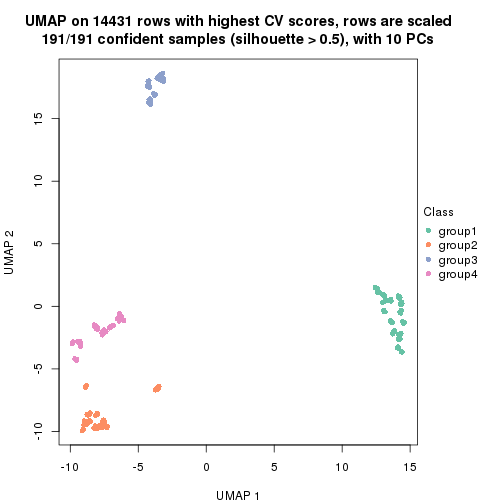 UMAP on 14431 rows with highest CV scores, rows are scaled
191/191 confident samples (silhouette > 0.5), with 10 PCs
15
10
5
0
-5
-10
UMAP 2
-10
-5
0
5
10
15
UMAP 1
Class
group1
group2
group3
group4